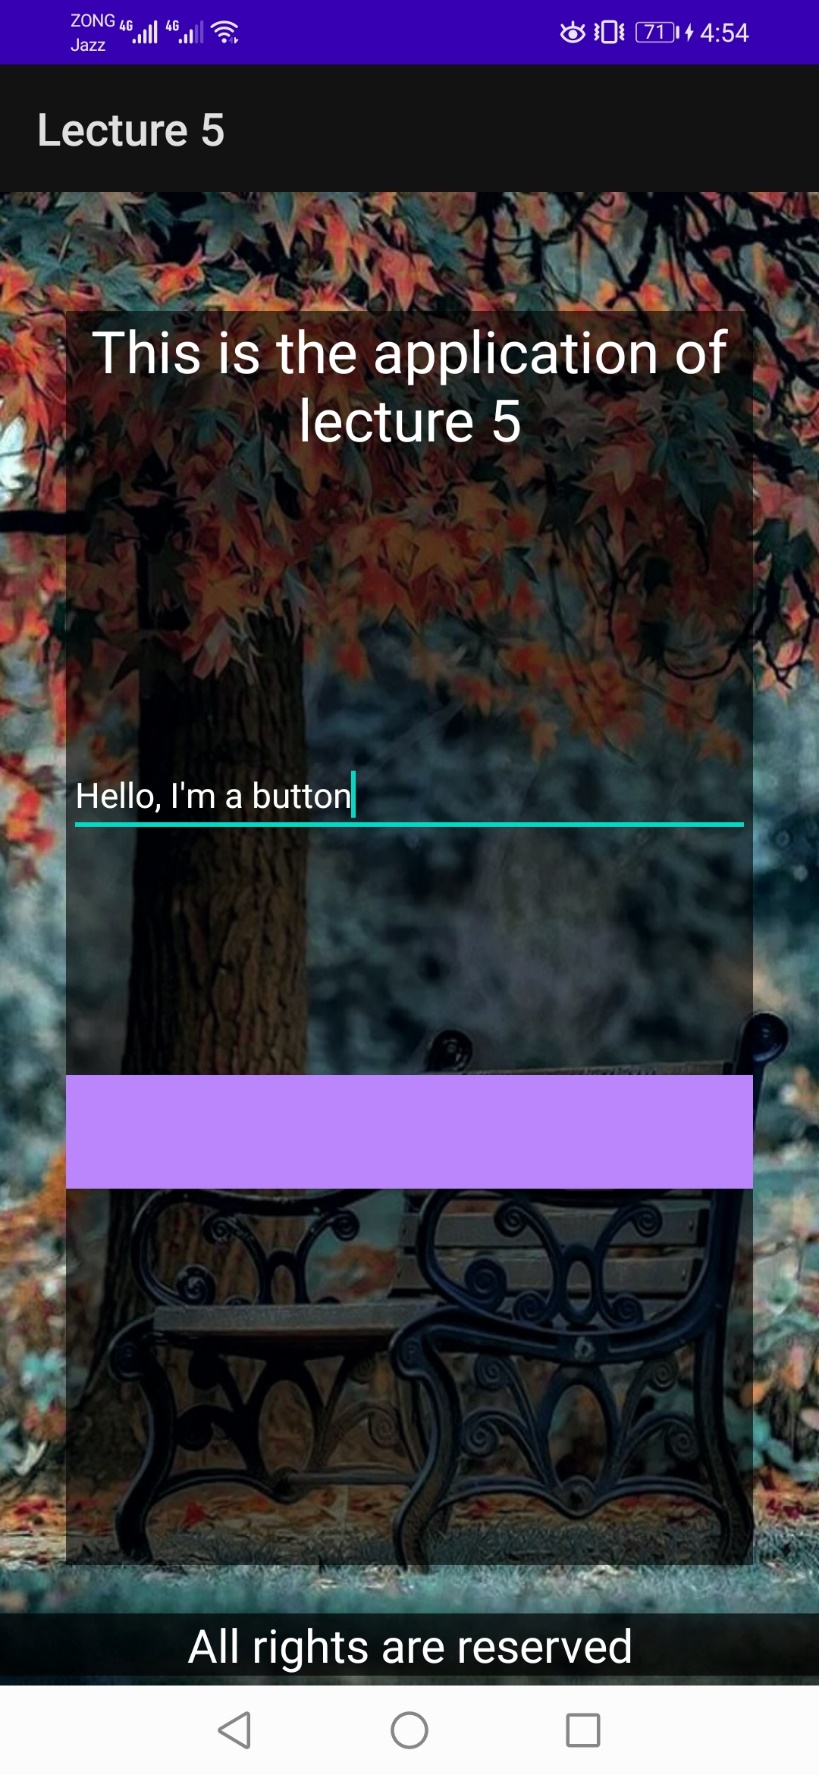 ZONG 4G 4G 71 4:54
Jazz
Lecture 5
This is the application of
lecture 5
Hello, I'm a button
All rights are reserved